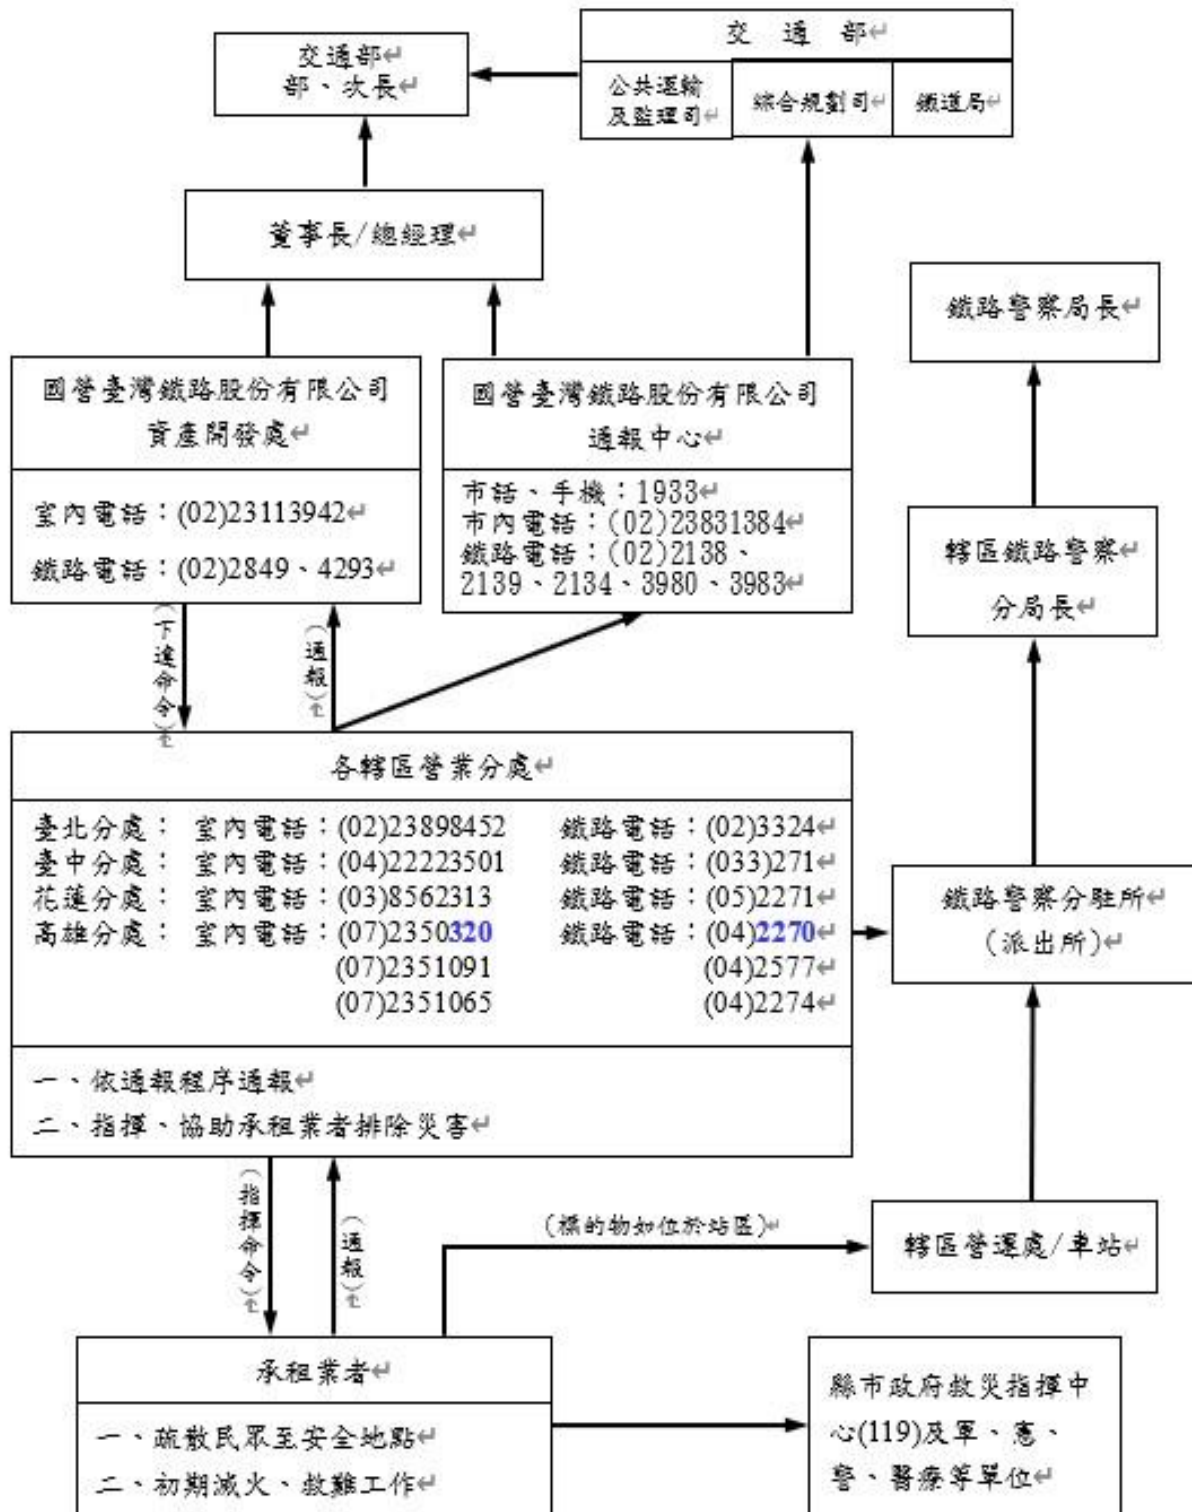 交通部
部、次長
交 通 部
公共運輸
及監理司
綜合規劃司
鐵道局
董事長/總經理
鐵路警察局長
國營臺灣鐵路股份有限公司
資產開發處
室內電話：(02)23113942
鐵路電話：(02)2849、4293
國營臺灣鐵路股份有限公司
通報中心
市話、手機：1933
市內電話：(02)23831384
鐵路電話：(02)2138、
2139、2134、3980、3983
轄區鐵路警察
分局長
(下達命令)
(通報)
各轄區營業分處
臺北分處： 室內電話：(02)23898452 鐵路電話：(02)3324
臺中分處： 室內電話：(04)22223501 鐵路電話：(033)271
花蓮分處： 室內電話：(03)8562313 鐵路電話：(05)2271
高雄分處： 室內電話：(07)2350320 鐵路電話：(04)2270
(07)2351091 (04)2577
(07)2351065 (04)2274
一、依通報程序通報
二、指揮、協助承租業者排除災害
鐵路警察分駐所
(派出所)
(指揮命令)
(通報)
(標的物如位於站區)
轄區營運處/車站
承租業者
一、疏散民眾至安全地點
二、初期滅火、救難工作
縣市政府救災指揮中
心(119)及軍、憲、
警、醫療等單位